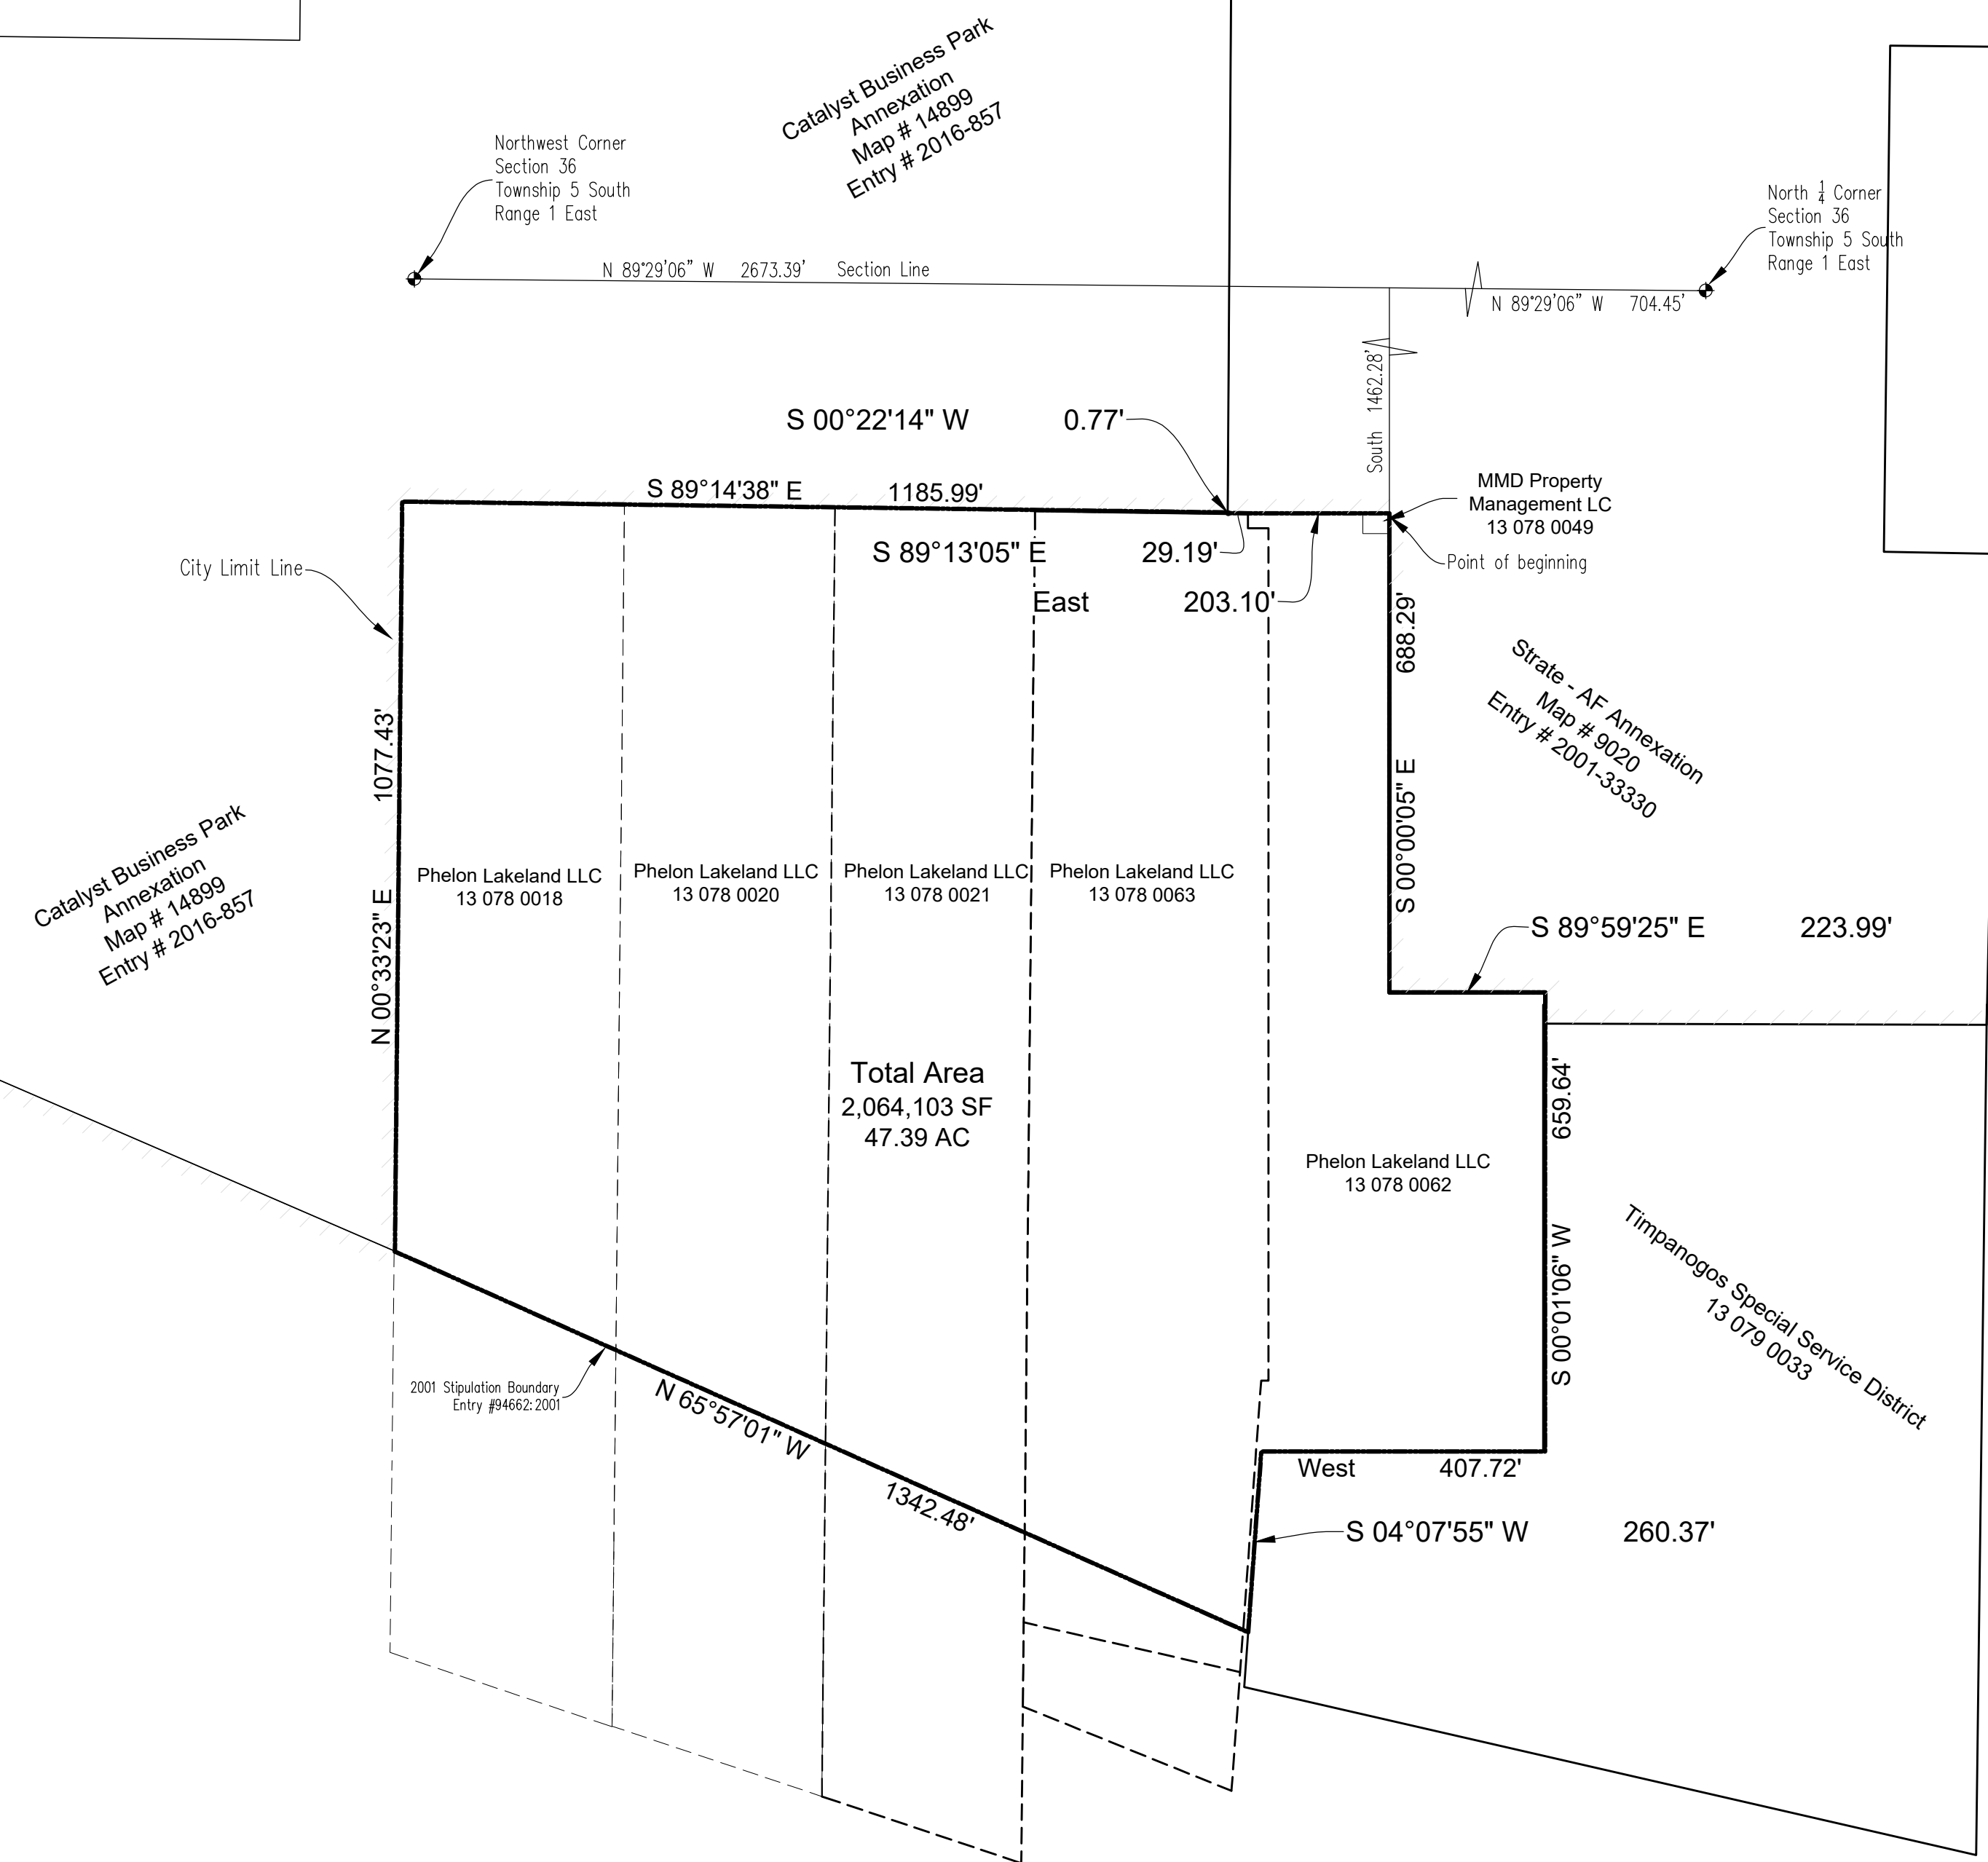 Catalyst Business Park
Annexation
Map # 14899
Entry # 2016-857
Northwest Corner
Section 36
Township 5 South
Range 1 East
North 1/4 Corner
Section 36
Township 5 South
Range 1 East
N 89°29'06" W 2673.39' Section Line
N 89°29'06" W 704.45'
South 1462.28'
S 00°22'14" W 0.77'
MMD Property
Management LC
13 078 0049
S 89°14'38" E 1185.99'
S 89°13'05" E 29.19'
Point of beginning
City Limit Line
East 203.10'
688.29'
S 00°00'05" E
Strate - AF Annexation
Map # 9020
Entry # 2001-33330
N 00°33'23" E 1077.43'
Catalyst Business Park
Annexation
Map # 14899
Entry # 2016-857
Phelon Lakeland LLC
13 078 0018
Phelon Lakeland LLC
13 078 0020
Phelon Lakeland LLC
13 078 0021
Phelon Lakeland LLC
13 078 0063
S 89°59'25" E 223.99'
Total Area
2,064,103 SF
47.39 AC
659.64'
S 00°01'06" W
Phelon Lakeland LLC
13 078 0062
Timpanogos Special Service District
13 079 0033
2001 Stipulation Boundary
Entry #94662:2001
N 65°57'01" W 1342.48'
West 407.72'
S 04°07'55" W 260.37'